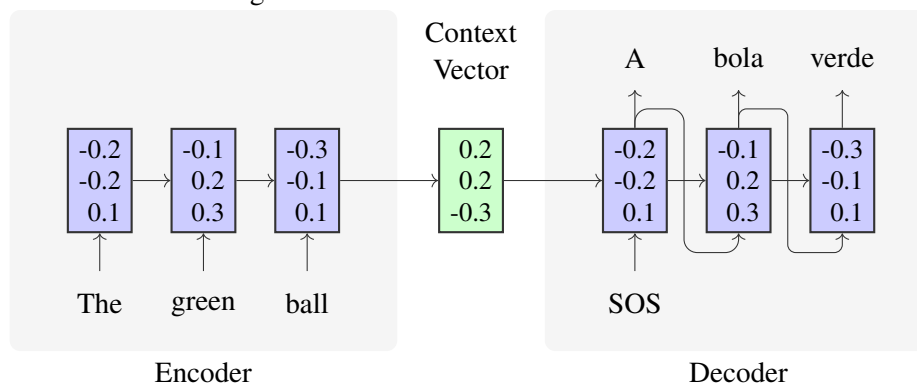 Context
Vector
A bola verde
-0.2 -0.1 -0.3 0.2 -0.2 -0.1 -0.3
-0.2 0.2 -0.1 0.2 -0.2 0.2 -0.1
0.1 0.3 0.1 -0.3 0.1 0.3 0.1
The green ball SOS
Encoder Decoder